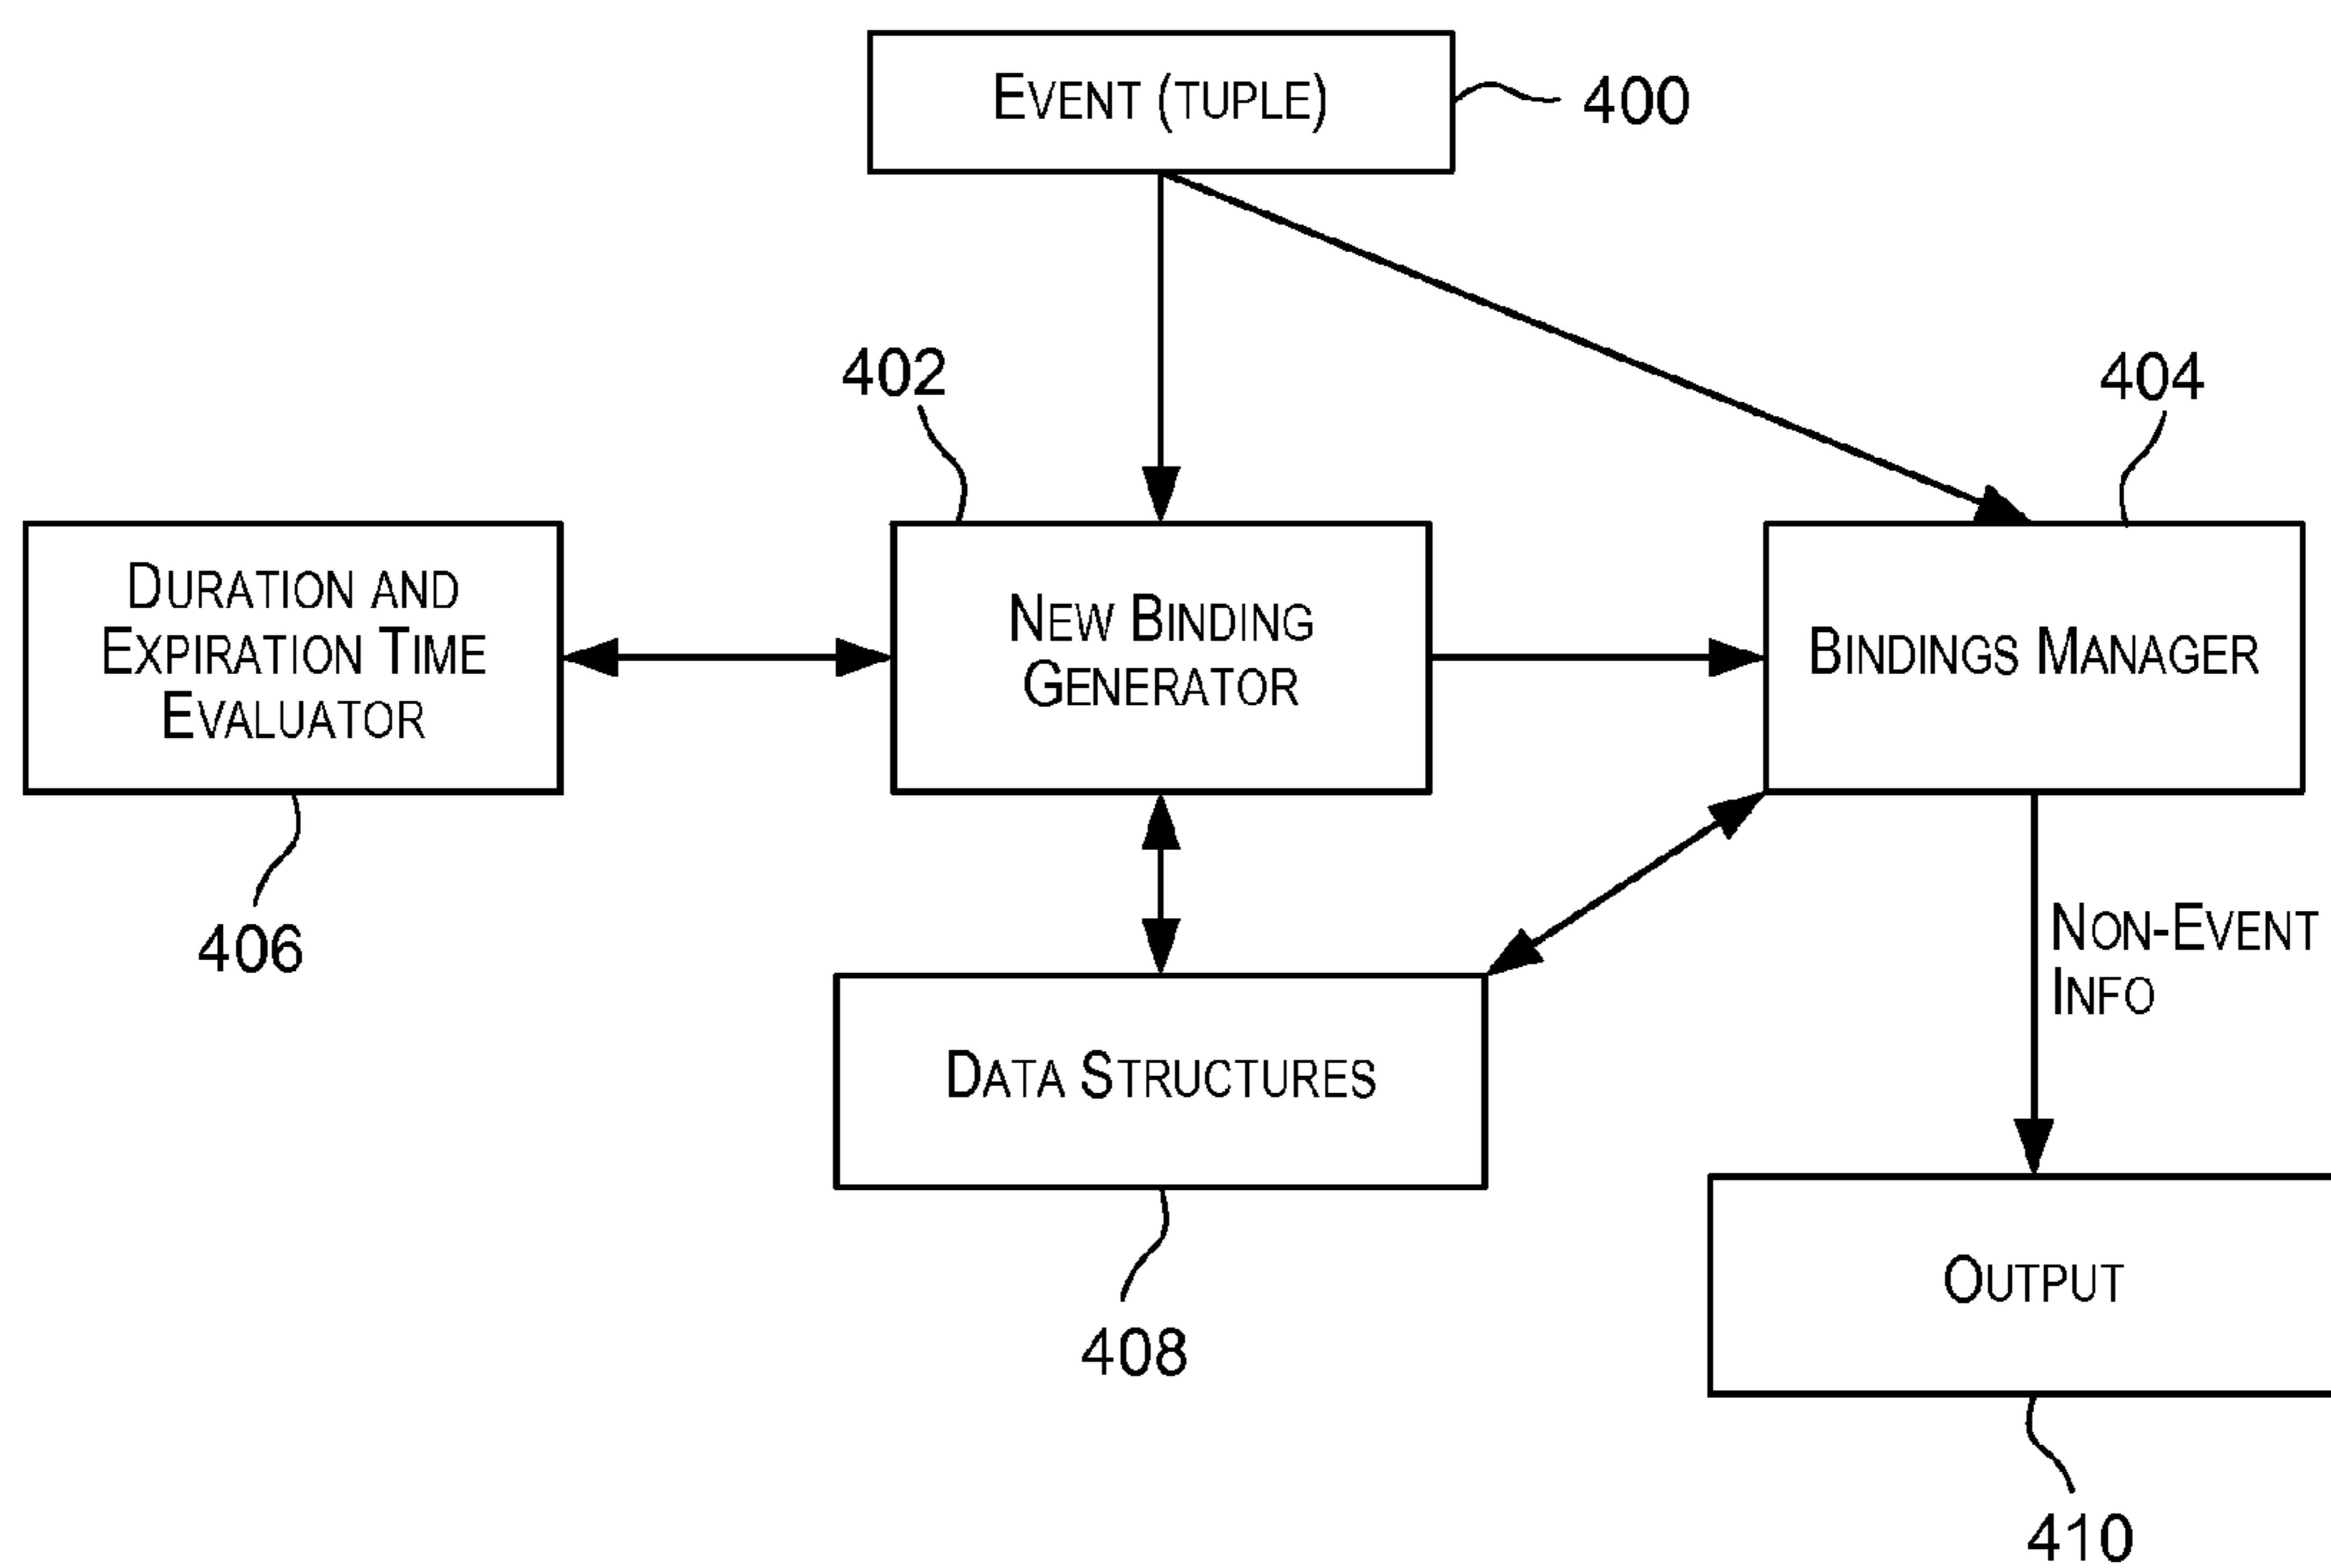 EVENT (TUPLE)
400
402
404
DURATION AND
EXPIRATION TIME
EVALUATOR
NEW BINDING
GENERATOR
BINDINGS MANAGER
406
NON-EVENT
INFO
DATA STRUCTURES
OUTPUT
408
410